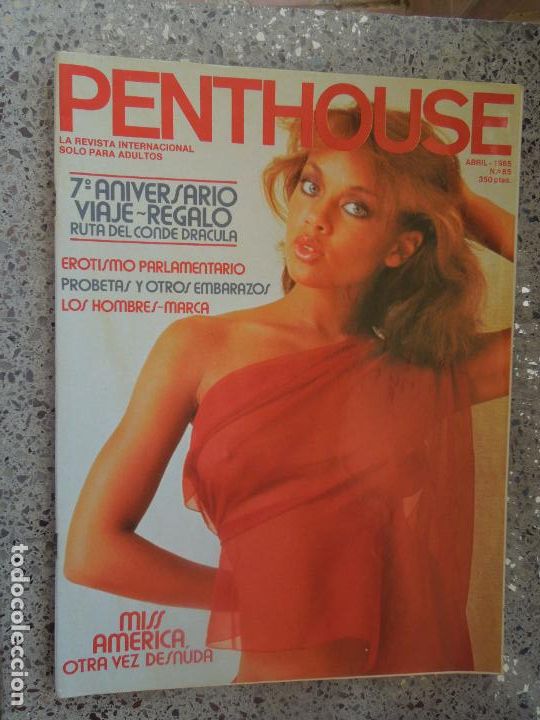 PENTHOUSE
LA REVISTA INTERNACIONAL
SOLO PARA ADULTOS
ABRIL - 1985
N.º 85
350 ptas.
7º ANIVERSARIO
VIAJE-REGALO
RUTA DEL CONDE DRACULA
EROTISMO PARLAMENTARIO
PROBETAS Y OTROS EMBARAZOS
LOS HOMBRES-MARCA
MISS
AMERICA,
OTRA VEZ DESNUDA
todocoleccion